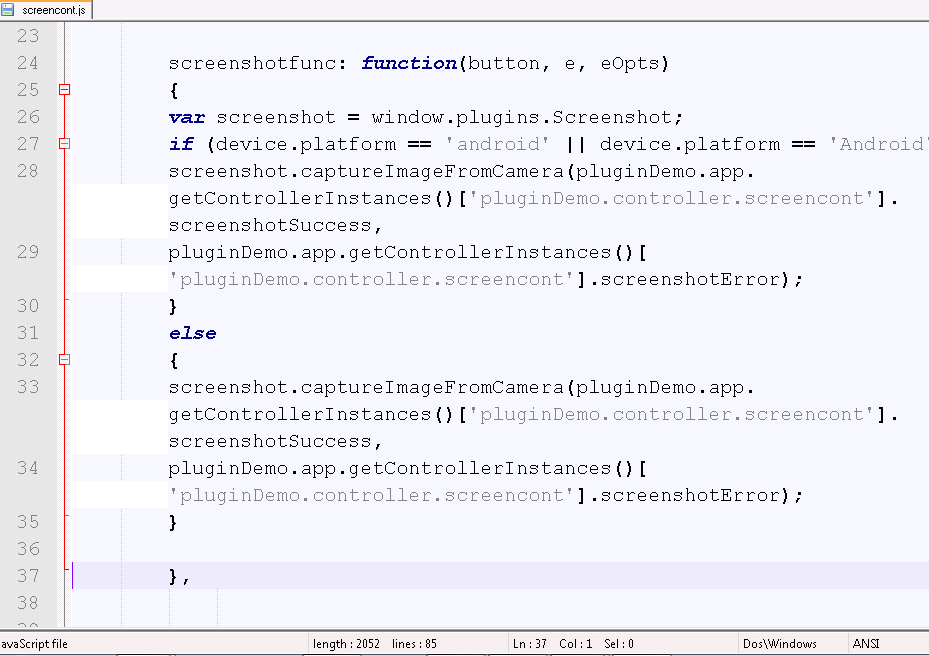 screencont.js
23
24 screenshotfunc: function(button, e, eOpts)
25 {
26 var screenshot = window.plugins.Screenshot;
27 if (device.platform == 'android' || device.platform == 'Android'
28 screenshot.captureImageFromCamera(pluginDemo.app.
getControllerInstances()['pluginDemo.controller.screencont'].
screenshotSuccess,
29 pluginDemo.app.getControllerInstances()[
'pluginDemo.controller.screencont'].screenshotError);
30 }
31 else
32 {
33 screenshot.captureImageFromCamera(pluginDemo.app.
getControllerInstances()['pluginDemo.controller.screencont'].
screenshotSuccess,
34 pluginDemo.app.getControllerInstances()[
'pluginDemo.controller.screencont'].screenshotError);
35 }
36
37 },
38
avaScript file length : 2052 lines : 85 Ln : 37 Col : 1 Sel : 0 Dos\Windows ANSI